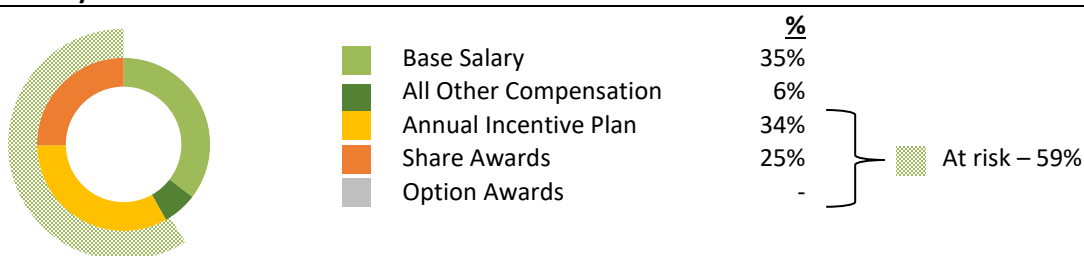 %
Base Salary 35%
All Other Compensation 6%
Annual Incentive Plan 34%
Share Awards 25% At risk – 59%
Option Awards -